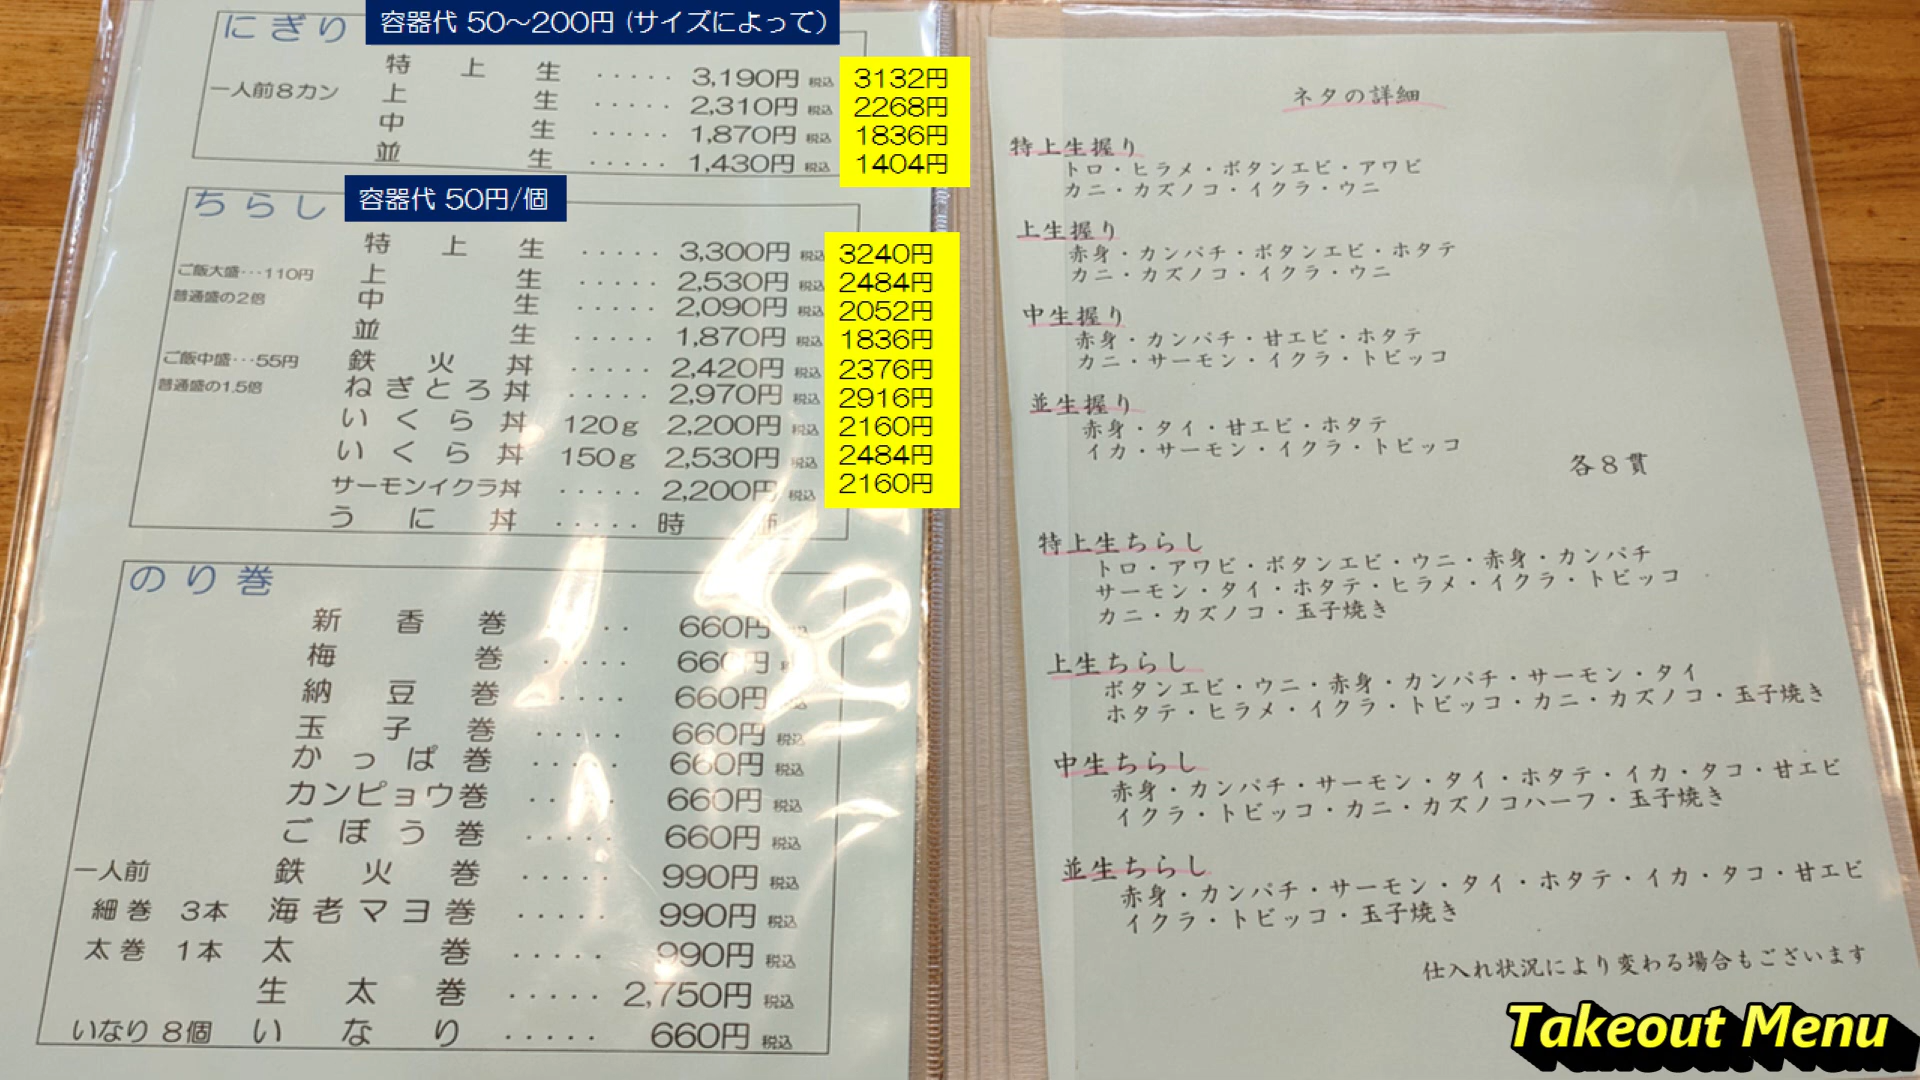 にぎり 容器代 50〜200円 (サイズによって)
特上生 ..... 3,190円 税込 3132円
一人前8カン 上生 ..... 2,310円 税込 2268円
中生 ..... 1,870円 税込 1836円
並生 ..... 1,430円 税込 1404円
ちらし 容器代 50円/個
特上生 ..... 3,300円 税込 3240円
ご飯大盛･･･110円 上生 ..... 2,530円 税込 2484円
普通盛の2倍 中生 ..... 2,090円 税込 2052円
並生 ..... 1,870円 税込 1836円
ご飯中盛･･･55円 鉄火丼 ..... 2,420円 税込 2376円
普通盛の1.5倍 ねぎとろ丼 ..... 2,970円 税込 2916円
いくら丼 120g 2,200円 税込 2160円
いくら丼 150g 2,530円 税込 2484円
サーモンイクラ丼 ..... 2,200円 税込 2160円
うに丼 ..... 時
のり巻
新香巻 .. 660円
梅巻 ..... 660円
納豆巻 .... 660円
玉子巻 ..... 660円 税込
かっぱ巻 ..... 660円 税込
カンピョウ巻 .. 660円 税込
ごぼう巻 ..... 660円 税込
一人前 鉄火巻 ..... 990円 税込
細巻 3本 海老マヨ巻 ..... 990円 税込
太巻 1本 太巻 ..... 990円 税込
生太巻 ..... 2,750円 税込
いなり 8個 いなり ..... 660円 税込
ネタの詳細
特上生握り
トロ・ヒラメ・ボタンエビ・アワビ
カニ・カズノコ・イクラ・ウニ
上生握り
赤身・カンパチ・ボタンエビ・ホタテ
カニ・カズノコ・イクラ・ウニ
中生握り
赤身・カンパチ・甘エビ・ホタテ
カニ・サーモン・イクラ・トビッコ
並生握り
赤身・タイ・甘エビ・ホタテ
イカ・サーモン・イクラ・トビッコ
各8貫
特上生ちらし
トロ・アワビ・ボタンエビ・ウニ・赤身・カンパチ
サーモン・タイ・ホタテ・ヒラメ・イクラ・トビッコ
カニ・カズノコ・玉子焼き
上生ちらし
ボタンエビ・ウニ・赤身・カンパチ・サーモン・タイ
ホタテ・ヒラメ・イクラ・トビッコ・カニ・カズノコ・玉子焼き
中生ちらし
赤身・カンパチ・サーモン・タイ・ホタテ・イカ・タコ・甘エビ
イクラ・トビッコ・カニ・カズノコハーフ・玉子焼き
並生ちらし
赤身・カンパチ・サーモン・タイ・ホタテ・イカ・タコ・甘エビ
イクラ・トビッコ・玉子焼き
仕入れ状況により変わる場合もございます
Takeout Menu